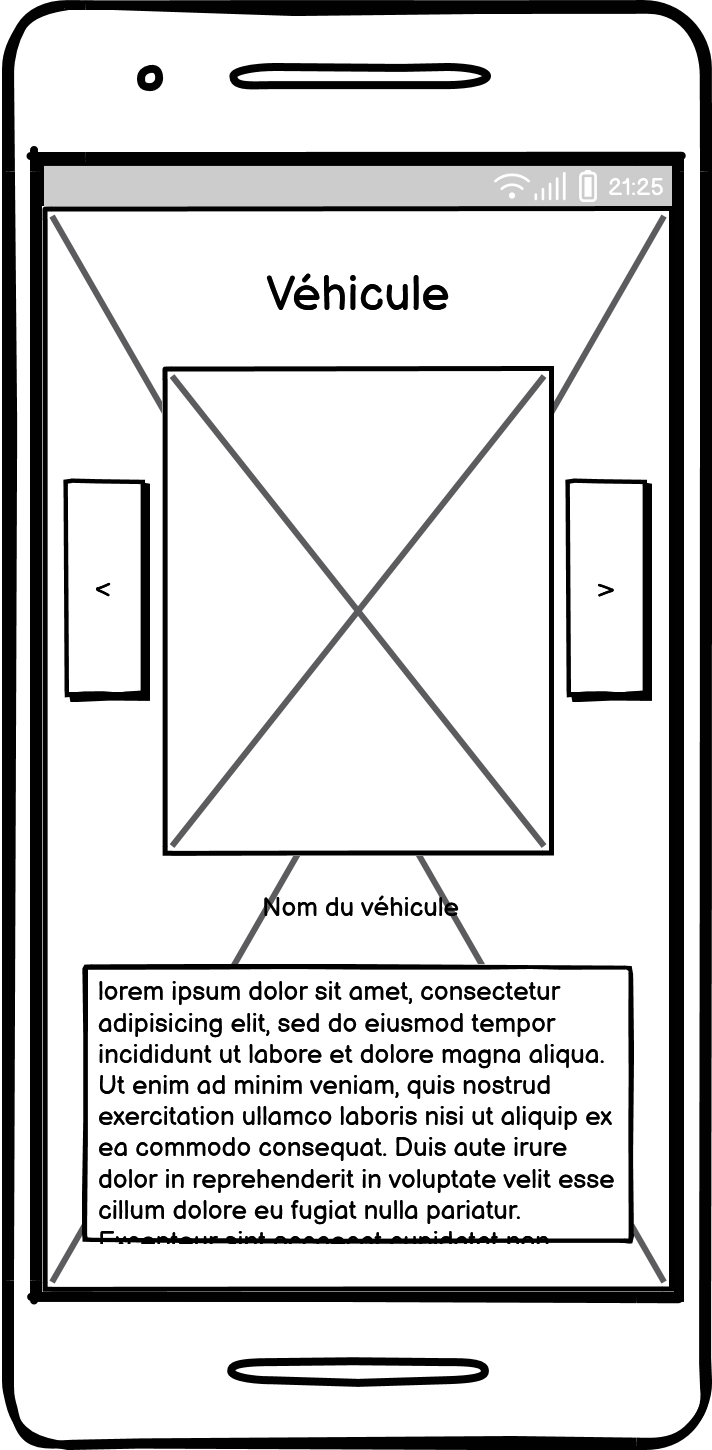 21:25
Véhicule
<
>
Nom du véhicule
lorem ipsum dolor sit amet, consectetur
adipisicing elit, sed do eiusmod tempor
incididunt ut labore et dolore magna aliqua.
Ut enim ad minim veniam, quis nostrud
exercitation ullamco laboris nisi ut aliquip ex
ea commodo consequat. Duis aute irure
dolor in reprehenderit in voluptate velit esse
cillum dolore eu fugiat nulla pariatur.